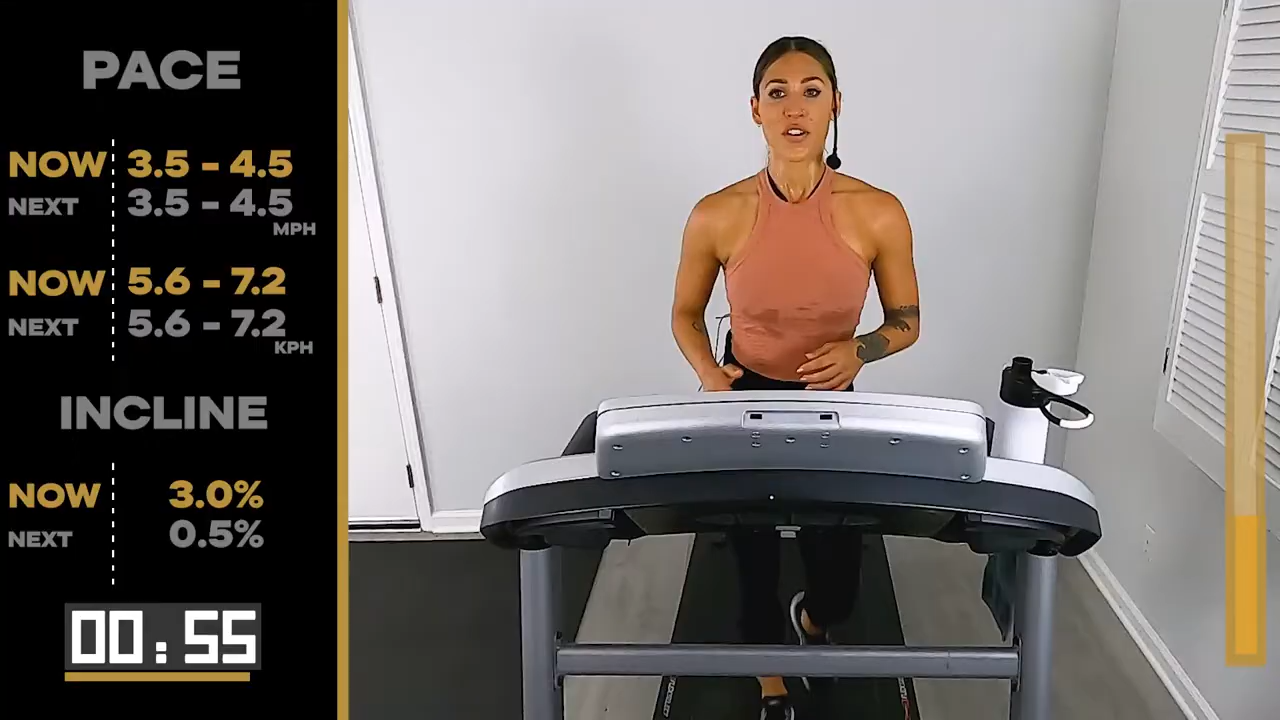 PACE
NOW 3.5 - 4.5
NEXT 3.5 - 4.5
MPH
NOW 5.6 - 7.2
NEXT 5.6 - 7.2
KPH
INCLINE
NOW 3.0%
NEXT 0.5%
00:55